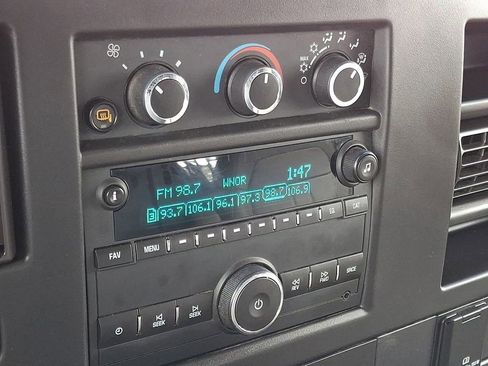 MAX
FM 98.7 WNOR 1:47
93.7 106.1 96.1 97.3 98.7 106.9
FAV MENU EQ CAT
SEEK SEEK REV FWD SRCE